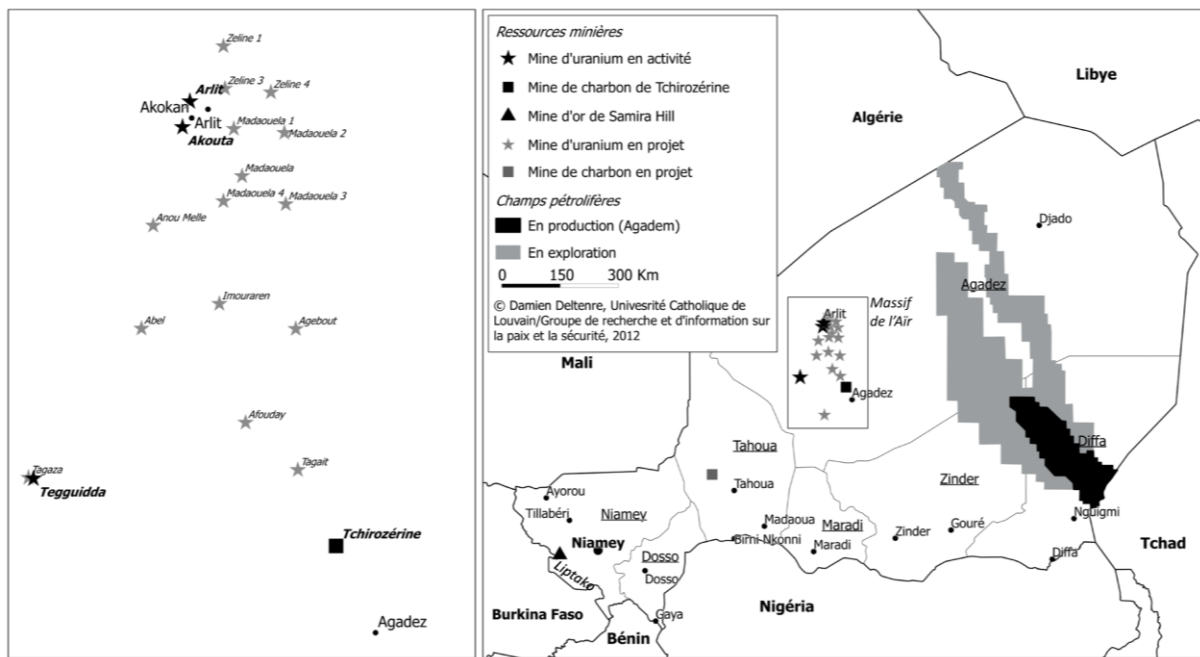 Zeline 1
Zeline 3
Arlit
Zeline 4
Akokan
Arlit
Madaouela 1
Akouta
Madaouela 2
Madaouela
Madaouela 4
Madaouela 3
Anou Melle
Imouraren
Abel
Agebout
Afouday
Tagait
Tagaza
Tegguidda
Tchirozérine
Agadez
Ressources minières
Mine d'uranium en activité
Mine de charbon de Tchirozérine
Mine d'or de Samira Hill
Mine d'uranium en projet
Mine de charbon en projet
Champs pétrolifères
En production (Agadem)
En exploration
0 150 300 Km
© Damien Deltenre, Univesrité Catholique de
Louvain/Groupe de recherche et d'information sur
la paix et la sécurité, 2012
Libye
Algérie
Djado
Agadez
Massif
de l'Aïr
Arlit
Agadez
Mali
Tahoua
Diffa
Zinder
Tahoua
Ayorou
Tillabéri
Niamey
Madaoua
Maradi
Nguigmi
Gouré
Zinder
Birni Nkonni
Maradi
Niamey
Dosso
Tchad
Diffa
Liptako
Dosso
Gaya
Nigéria
Burkina Faso
Bénin